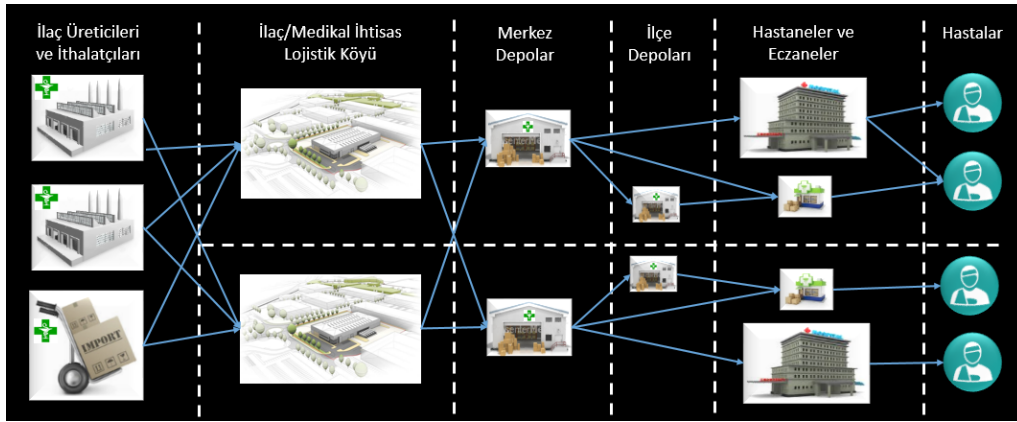 İlaç Üreticileri
ve İthalatçıları
İlaç/Medikal İhtisas
Lojistik Köyü
Merkez
Depolar
İlçe
Depoları
Hastaneler ve
Eczaneler
Hastalar
IMPORT